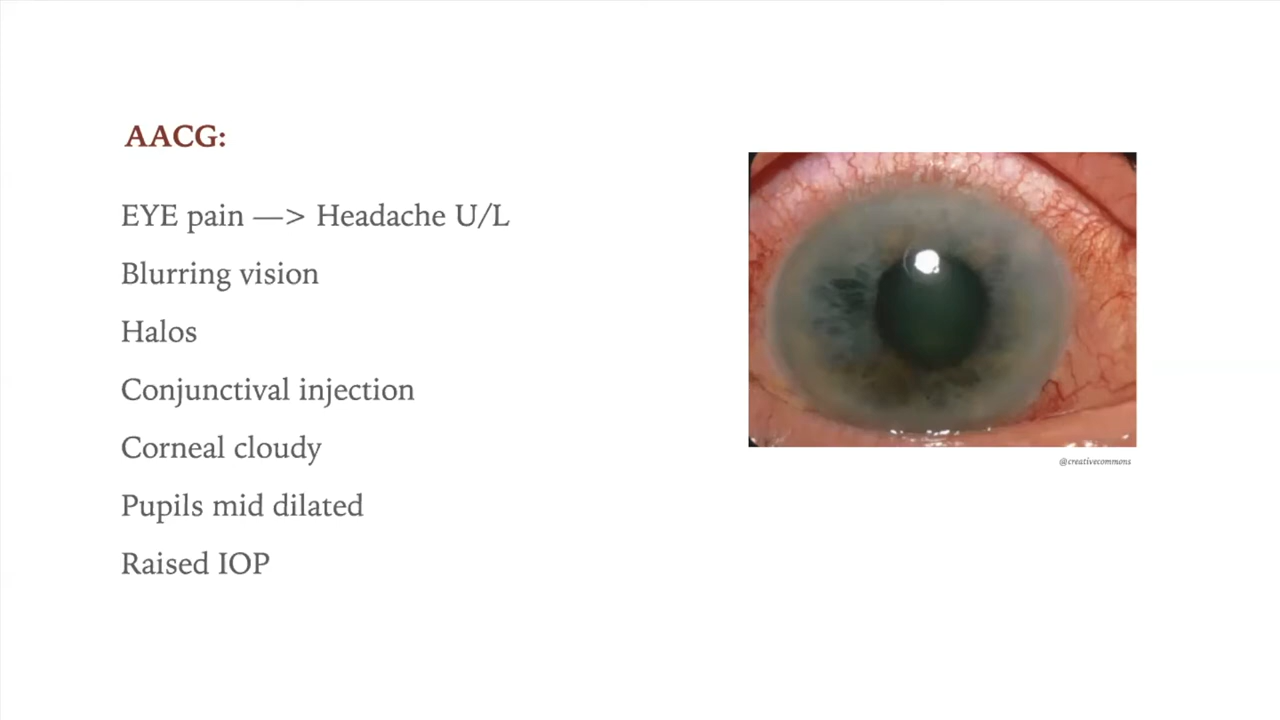 AACG:
EYE pain —> Headache U/L
Blurring vision
Halos
Conjunctival injection
Corneal cloudy
Pupils mid dilated
Raised IOP
@creativecommons